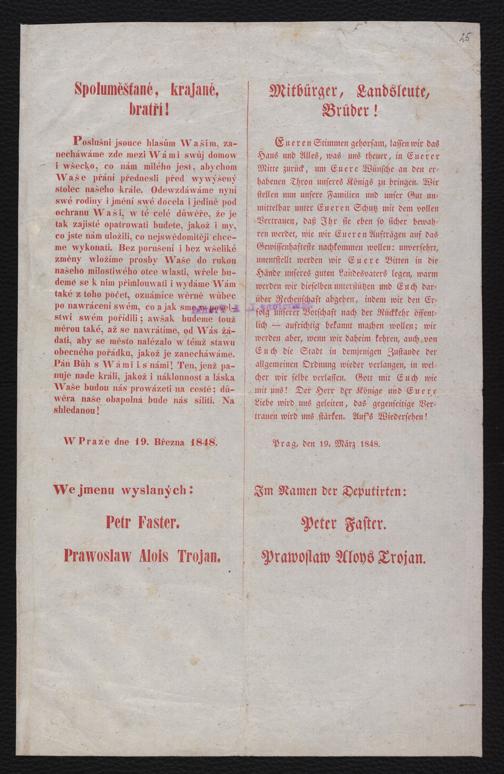 25
Spoluměšťané, krajané,
bratři!
Poslušni jsouce hlasům Wašim, za-
necháwáme zde mezi Wámi swůj domow
i wšecko, co nám milého jest, abychom
Waše přání přednesli před wywýšený
stolec našeho krále. Odewzdáwáme nyní
swé rodiny i jmění swé docela i jedině pod
ochranu Waši, w té celé důwěře, že je
tak zajisté opatrowati budete, jakož i my,
co jste nám uložili, co nejswědomitěji chce-
me wykonati. Bez porušení i bez wšeliké
změny wložíme prosby Waše do rukou
našeho milostiwého otce wlasti, wřele bu-
deme se k nim přimlouwati i wydáme Wám
také z toho počet, oznámíce wěrně wůbec
po nawrácení swém, co a jak sme w
stwí swém pořídili; awšak budeme touž
měrou také, až se nawrátíme, od Wás žá-
dati, aby se město nalézalo w témž stawu
obecného pořádku, jakož je zanecháwáme.
Pán Bůh s Wámi i s námi! Ten, jenž pa-
nuje nade králi, jakož i náklonnost a láska
Waše budou nás prowázeti na cestě: dů-
wěra naše obapolná bude nás siliti. Na
shledanou!
W Praze dne 19. Března 1848.
We jmenu wyslaných:
Petr Faster.
Prawoslaw Alois Trojan.
Mitbürger, Landsleute,
Brüder!
Eueren Stimmen gehorsam, lassen wir das
Haus und Alles, was uns theuer, in Euerer
Mitte zurück, um Euere Wünsche an den er-
habenen Thron unseres Königs zu bringen. Wir
stellen nun unsere Familien und unser Gut un-
mittelbar unter Eueren Schutz mit dem vollen
Vertrauen, daß Ihr sie eben so sicher bewah-
ren werdet, wie wir Eueren Aufträgen auf das
Gewissenhafteste nachkommen wollen: unversehrt,
unentstellt werden wir Euere Bitten in die
Hände unseres guten Landesvaters legen, warm
werden wir dieselben unterstützen und Euch dar-
über Rechenschaft abgeben, indem wir den Er-
folg unserer Botschaft nach der Rückkehr öffent-
lich — aufrichtig bekannt machen wollen; wir
werden aber, wenn wir daheim kehren, auch von
Euch die Stadt in demjenigen Zustande der
allgemeinen Ordnung wieder verlangen, in wel-
cher wir selbe verlassen. Gott mit Euch wie
mit uns! Der Herr der Könige und Euere
Liebe wird uns geleiten, das gegenseitige Ver-
trauen wird uns stärken. Auf's Wiedersehen!
Prag, den 19. März 1848.
Im Namen der Deputirten:
Peter Faster.
Prawoslaw Aloys Trojan.